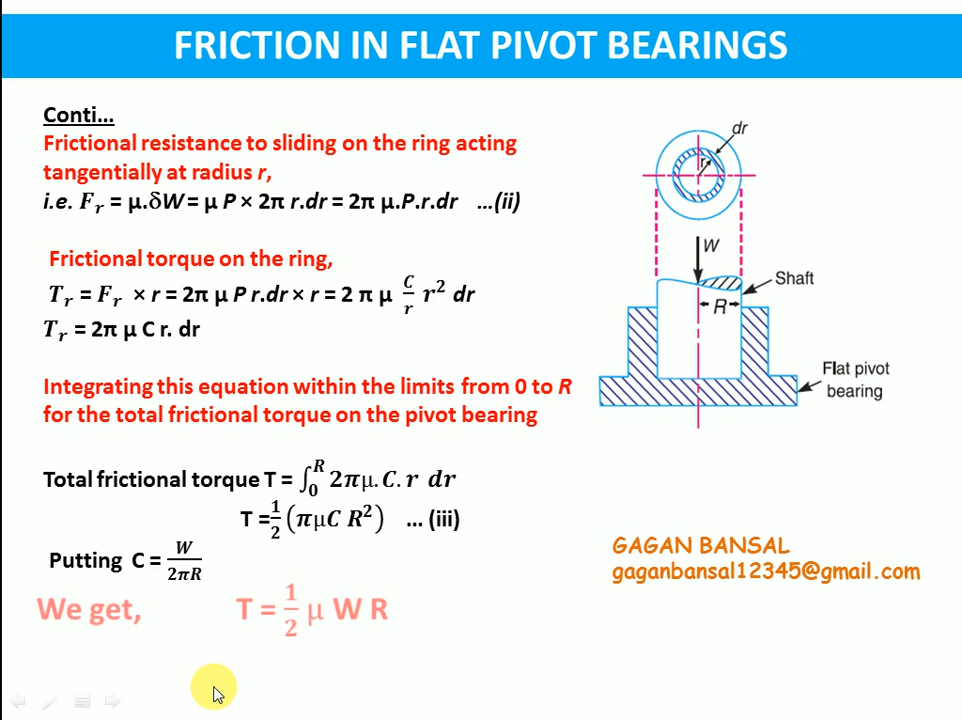 FRICTION IN FLAT PIVOT BEARINGS
Conti...
Frictional resistance to sliding on the ring acting
tangentially at radius r,
i.e. Fᵣ = μ.δW = μ P × 2π r.dr = 2π μ.P.r.dr ...(ii)
Frictional torque on the ring,
Tᵣ = Fᵣ × r = 2π μ P r.dr × r = 2 π μ C/r r² dr
Tᵣ = 2π μ C r. dr
Integrating this equation within the limits from 0 to R
for the total frictional torque on the pivot bearing
Total frictional torque T = ∫₀ᴿ 2πμ.C.r dr
T = 1/2 (πμC R²) ... (iii)
Putting C = W/2πR
We get, T = 1/2 μ W R
dr
r
W
Shaft
R
Flat pivot
bearing
GAGAN BANSAL
gaganbansal12345@gmail.com